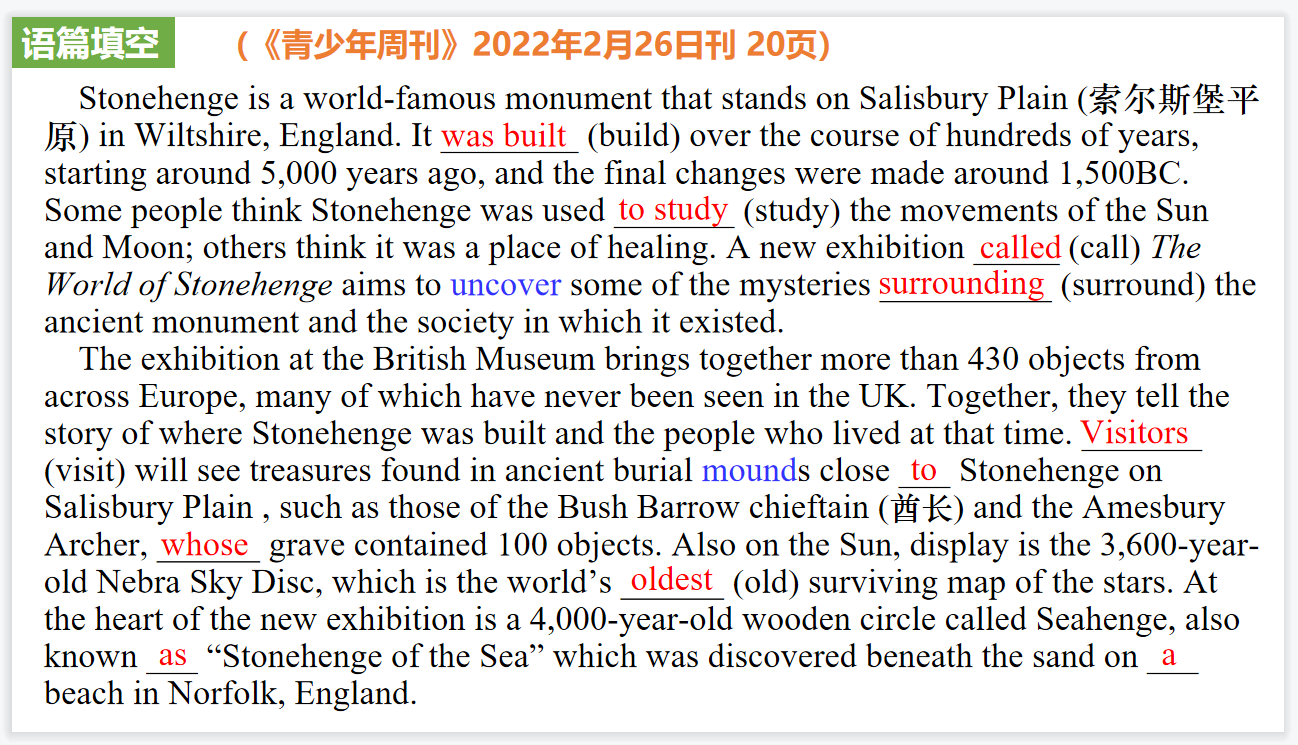 语篇填空 (《青少年周刊》2022年2月26日刊 20页)
Stonehenge is a world-famous monument that stands on Salisbury Plain (索尔斯堡平
原) in Wiltshire, England. It was built (build) over the course of hundreds of years,
starting around 5,000 years ago, and the final changes were made around 1,500BC.
Some people think Stonehenge was used to study (study) the movements of the Sun
and Moon; others think it was a place of healing. A new exhibition called (call) The
World of Stonehenge aims to uncover some of the mysteries surrounding (surround) the
ancient monument and the society in which it existed.
The exhibition at the British Museum brings together more than 430 objects from
across Europe, many of which have never been seen in the UK. Together, they tell the
story of where Stonehenge was built and the people who lived at that time. Visitors
(visit) will see treasures found in ancient burial mounds close to Stonehenge on
Salisbury Plain , such as those of the Bush Barrow chieftain (酋长) and the Amesbury
Archer, whose grave contained 100 objects. Also on the Sun, display is the 3,600-year-
old Nebra Sky Disc, which is the world’s oldest (old) surviving map of the stars. At
the heart of the new exhibition is a 4,000-year-old wooden circle called Seahenge, also
known as “Stonehenge of the Sea” which was discovered beneath the sand on a
beach in Norfolk, England.